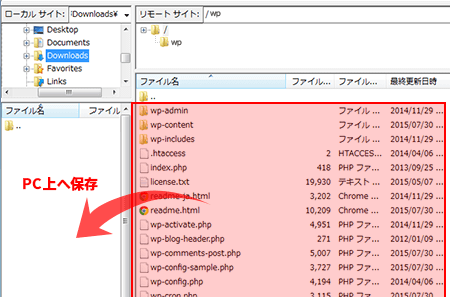 ローカル サイト: :Downloads¥
リモート サイト: /wp
Desktop
Documents
Downloads
Favorites
Links
/
wp
ファイル名 ファイ
..
PC上へ保存
ファイル名 ファイル... ファイル... 最終更新日時
..
wp-admin ファイル ... 2014/11/29 ...
wp-content ファイル ... 2015/07/30 ...
wp-includes ファイル ... 2014/11/29 ...
.htaccess 2 HTACCES... 2014/04/06 ...
index.php 418 PHP ファ... 2013/09/25 ...
license.txt 19,930 テキスト ... 2015/05/07 ...
readme-ja.html 3,202 Chrome ... 2014/11/29 ...
readme.html 10,209 Chrome ... 2015/07/30 ...
wp-activate.php 4,951 PHP ファ... 2014/11/29 ...
wp-blog-header.php 271 PHP ファ... 2012/01/09 ...
wp-comments-post.php 5,007 PHP ファ... 2015/07/30 ...
wp-config-sample.php 3,727 PHP ファ... 2015/07/30 ...
wp-config.php 4,194 PHP ファ... 2014/04/06 ...
wp-cron.php 3,115 PHP ファ... 2015/07/30 ...